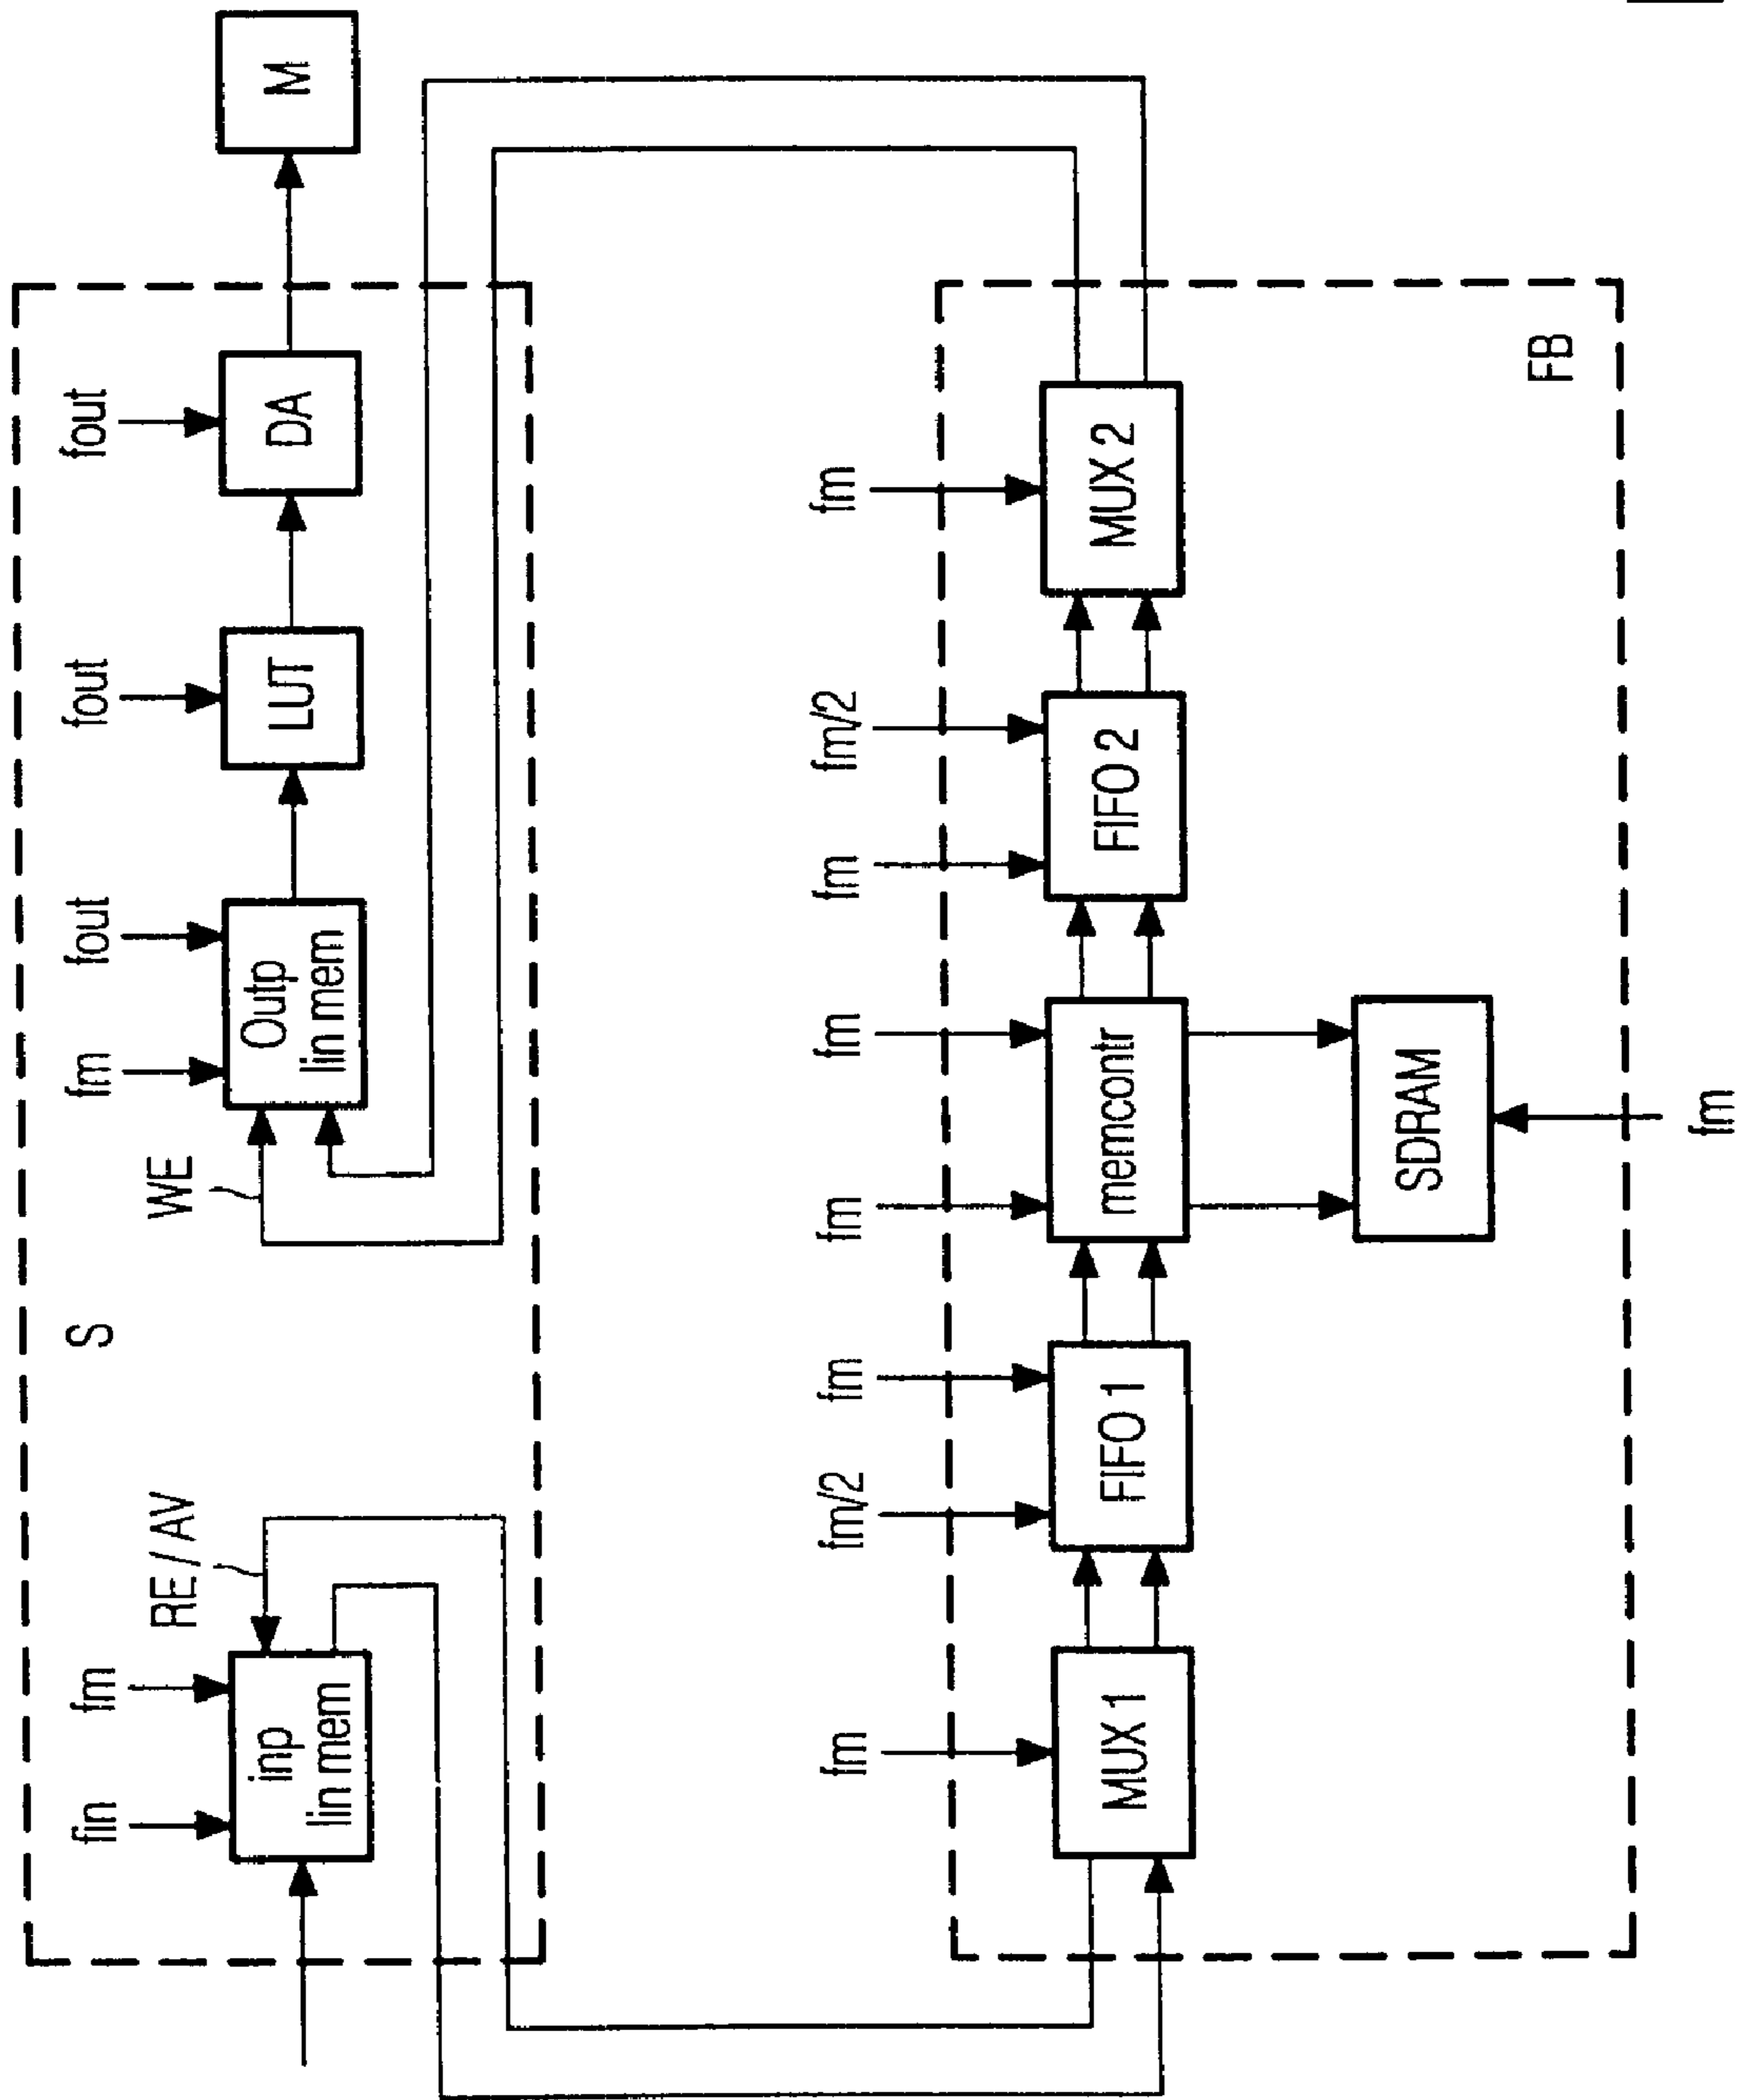 S
fin
fm
RE / AV
inp
lin mem
WE
fm
fout
Outp
lin mem
fout
LUT
fout
DA
M
fm
MUX 1
fm/2
fm
FIFO 1
fm
fm
memcontr
SDRAM
fm
fm
fm/2
FIFO 2
fm
MUX 2
FB